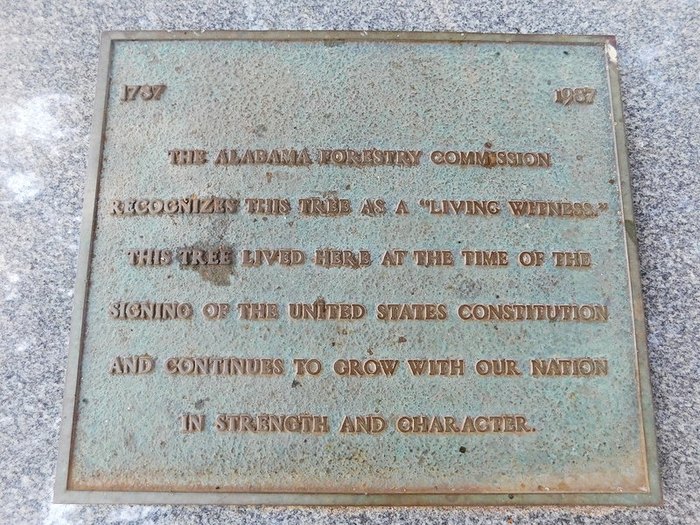 1787 1987
THE ALABAMA FORESTRY COMMISSION
RECOGNIZES THIS TREE AS A "LIVING WITNESS."
THIS TREE LIVED HERE AT THE TIME OF THE
SIGNING OF THE UNITED STATES CONSTITUTION
AND CONTINUES TO GROW WITH OUR NATION
IN STRENGTH AND CHARACTER.